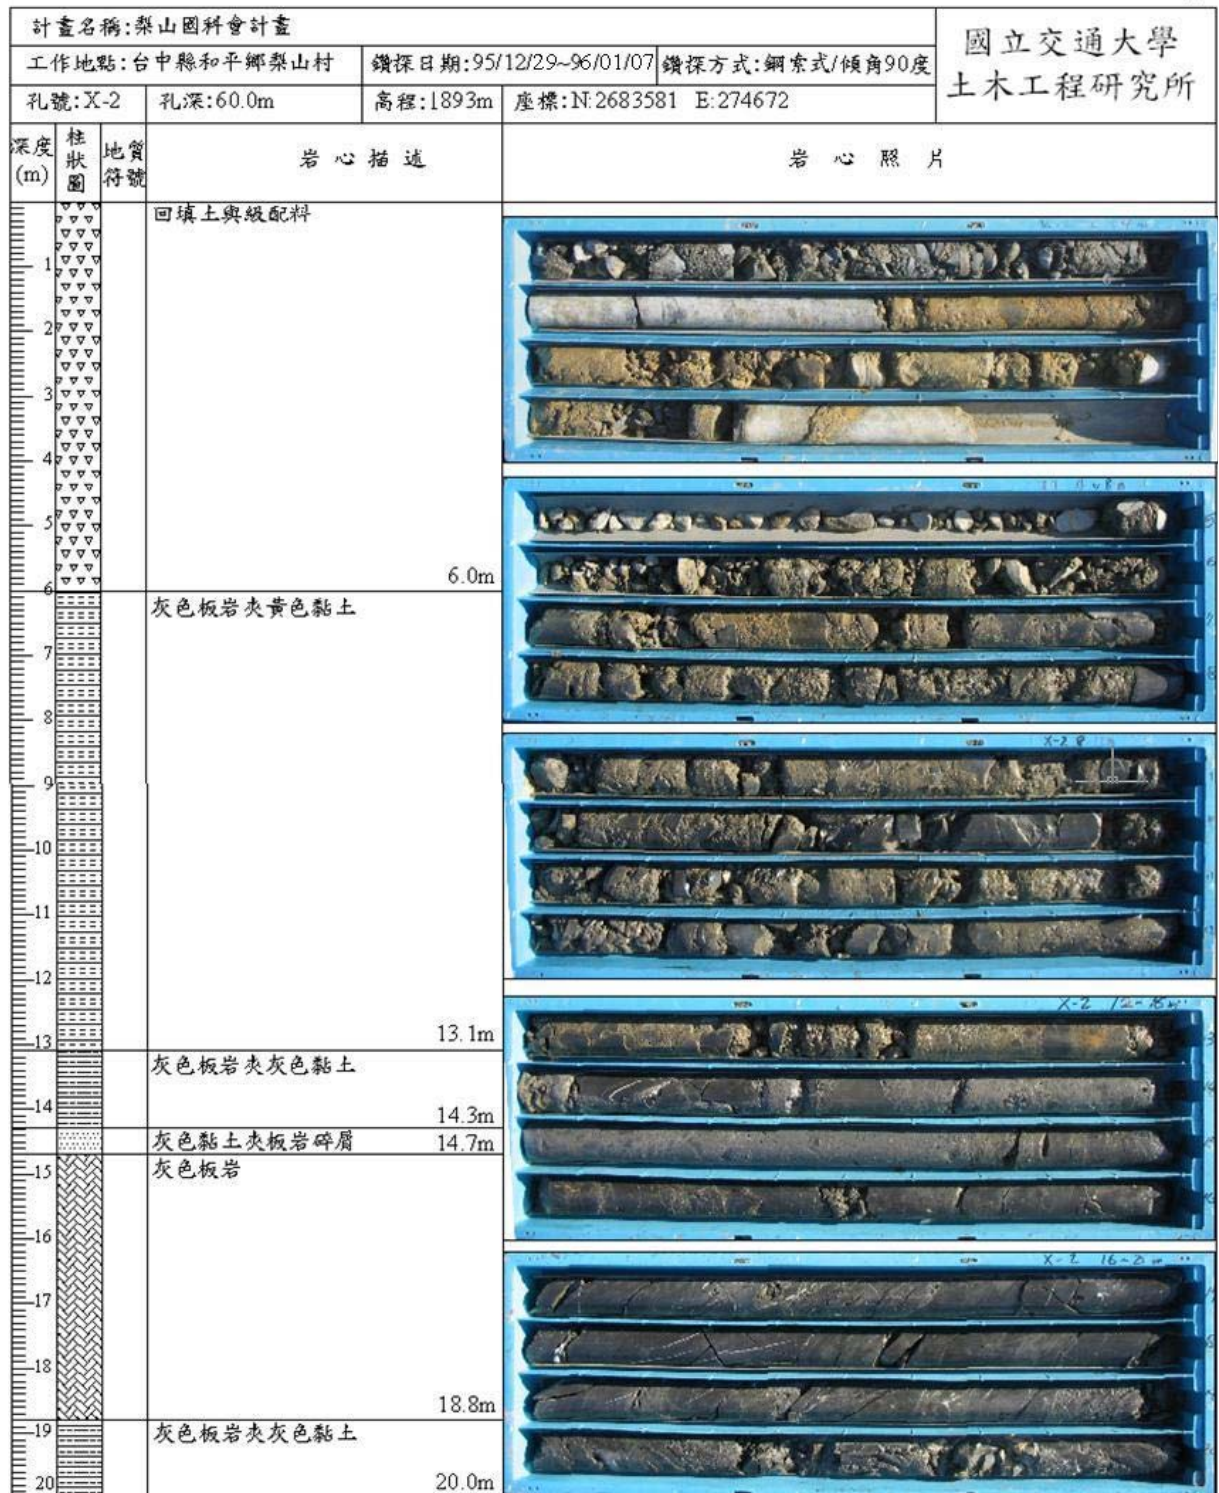 計畫名稱:梨山國科會計畫
國立交通大學
土木工程研究所
工作地點:台中縣和平鄉梨山村 鑽探日期:95/12/29~96/01/07 鑽探方式:鋼索式/傾角90度
孔號:X-2 孔深:60.0m 高程:1893m 座標:N:2683581 E:274672
深度(m) 柱狀圖 地質符號 岩心描述 岩心照片
回填土與級配料
1
2
3
4
5
6.0m
6
灰色板岩夾黃色黏土
7
8
X-2 8
9
10
11
12
X-2 12-16m
13.1m
13
灰色板岩夾灰色黏土
14
14.3m
灰色黏土夾板岩碎屑 14.7m
15
灰色板岩
16
X-2 16-20m
17
18
18.8m
19
灰色板岩夾灰色黏土
20
20.0m